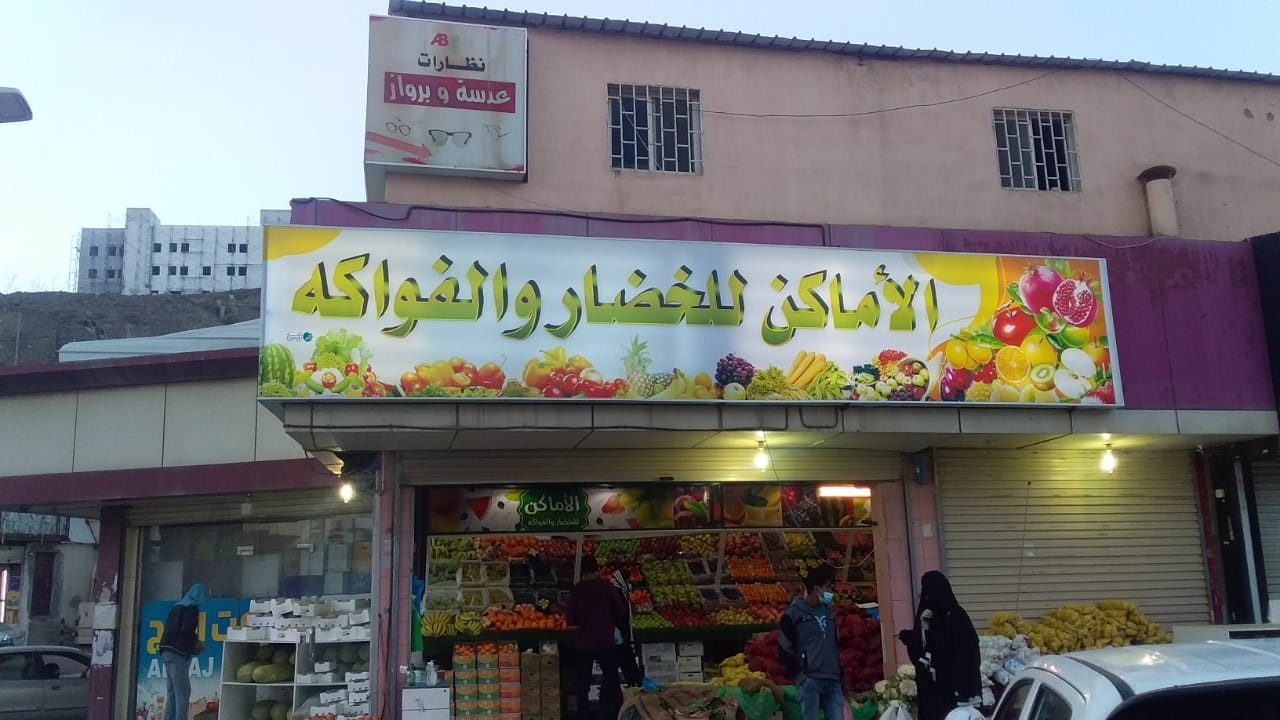 AB
نظارات
عدسة و برواز
الأماكن للخضار والفواكه
الأماكن
للخضار والفواكه